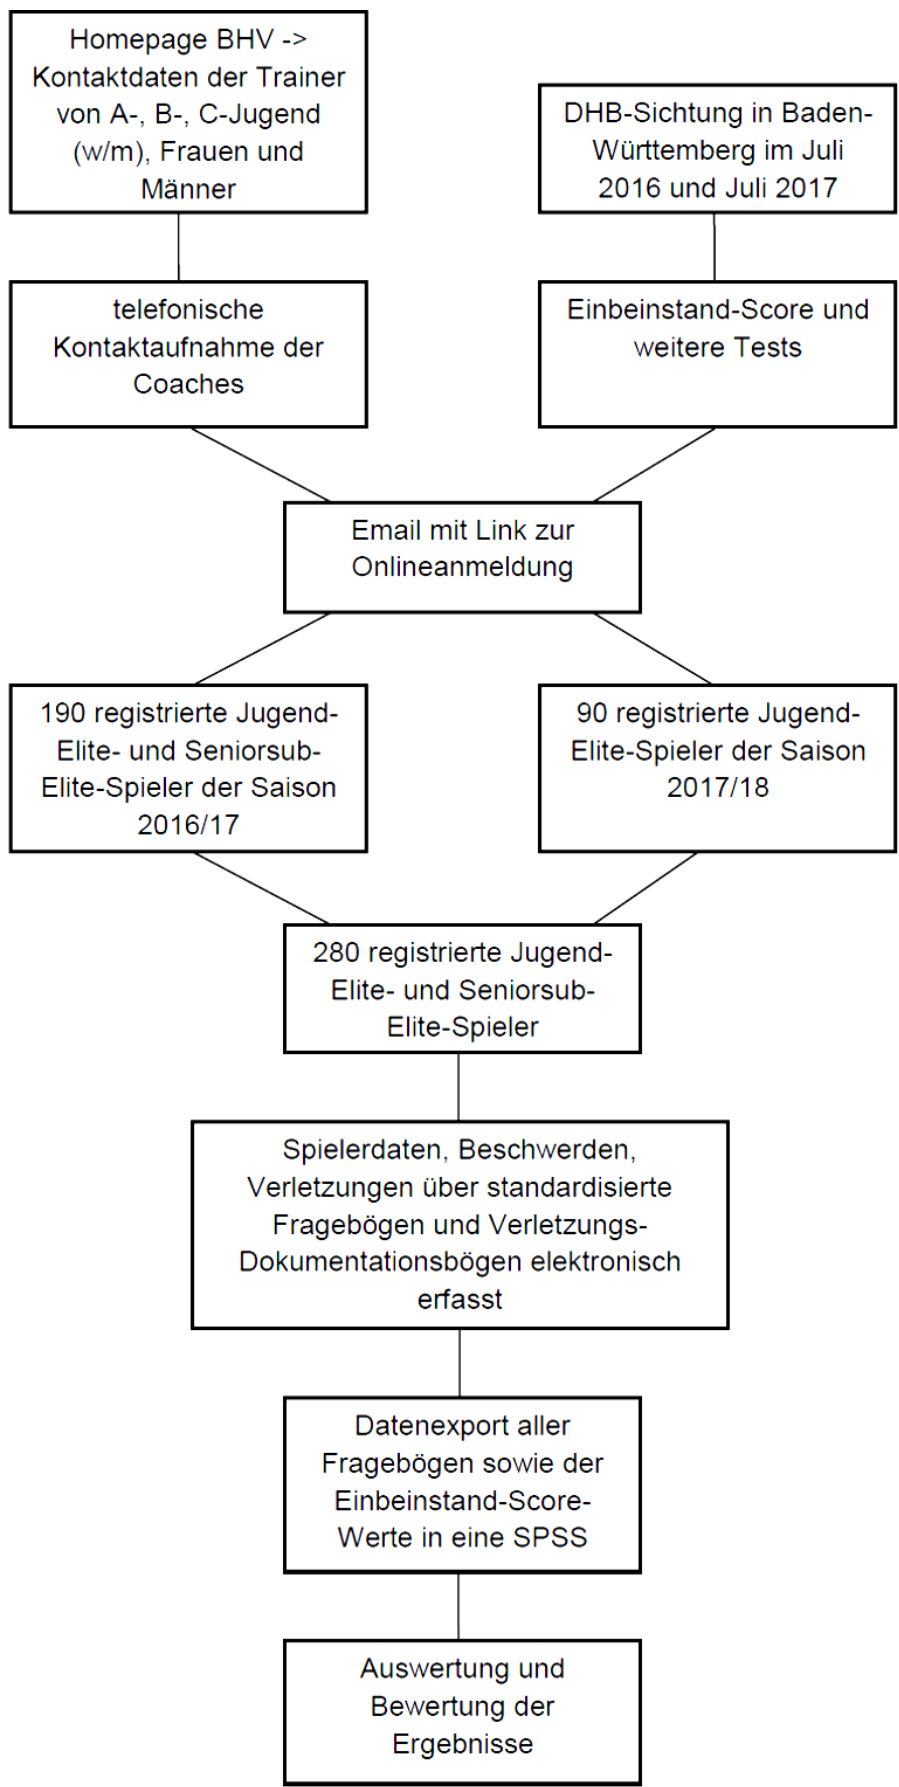 Homepage BHV ->
Kontaktdaten der Trainer
von A-, B-, C-Jugend
(w/m), Frauen und
Männer
DHB-Sichtung in Baden-
Württemberg im Juli
2016 und Juli 2017
telefonische
Kontaktaufnahme der
Coaches
Einbeinstand-Score und
weitere Tests
Email mit Link zur
Onlineanmeldung
190 registrierte Jugend-
Elite- und Seniorsub-
Elite-Spieler der Saison
2016/17
90 registrierte Jugend-
Elite-Spieler der Saison
2017/18
280 registrierte Jugend-
Elite- und Seniorsub-
Elite-Spieler
Spielerdaten, Beschwerden,
Verletzungen über standardisierte
Fragebögen und Verletzungs-
Dokumentationsbögen elektronisch
erfasst
Datenexport aller
Fragebögen sowie der
Einbeinstand-Score-
Werte in eine SPSS
Auswertung und
Bewertung der
Ergebnisse